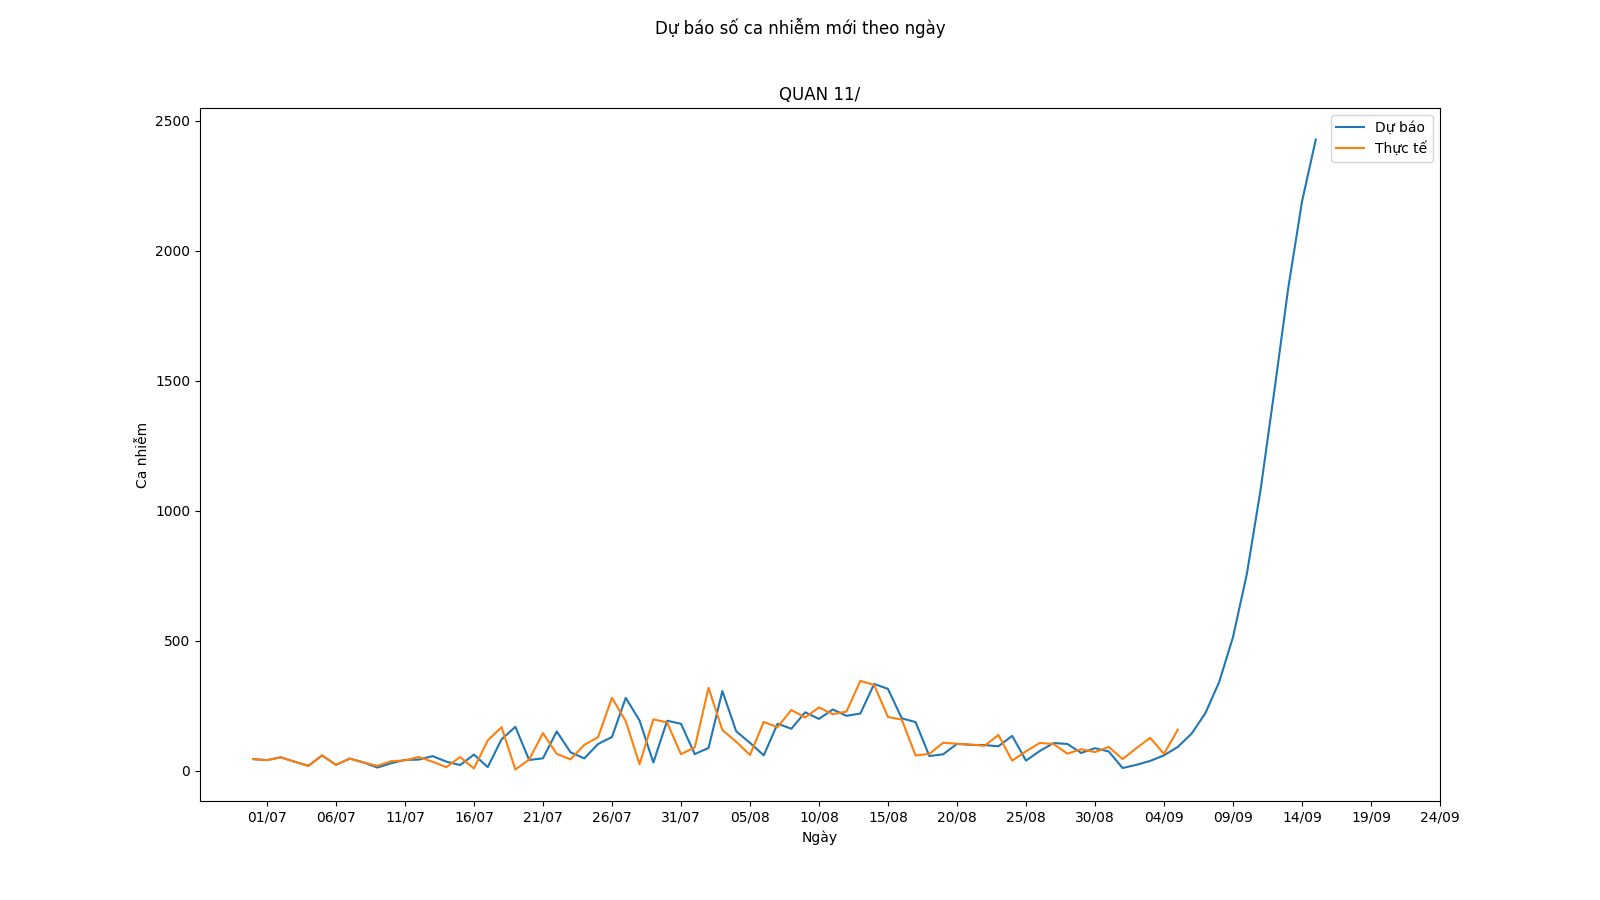 Dự báo số ca nhiễm mới theo ngày
QUAN 11/
Dự báo
Thực tế
2500
2000
1500
1000
500
0
Ca nhiễm
01/07 06/07 11/07 16/07 21/07 26/07 31/07 05/08 10/08 15/08 20/08 25/08 30/08 04/09 09/09 14/09 19/09 24/09
Ngày